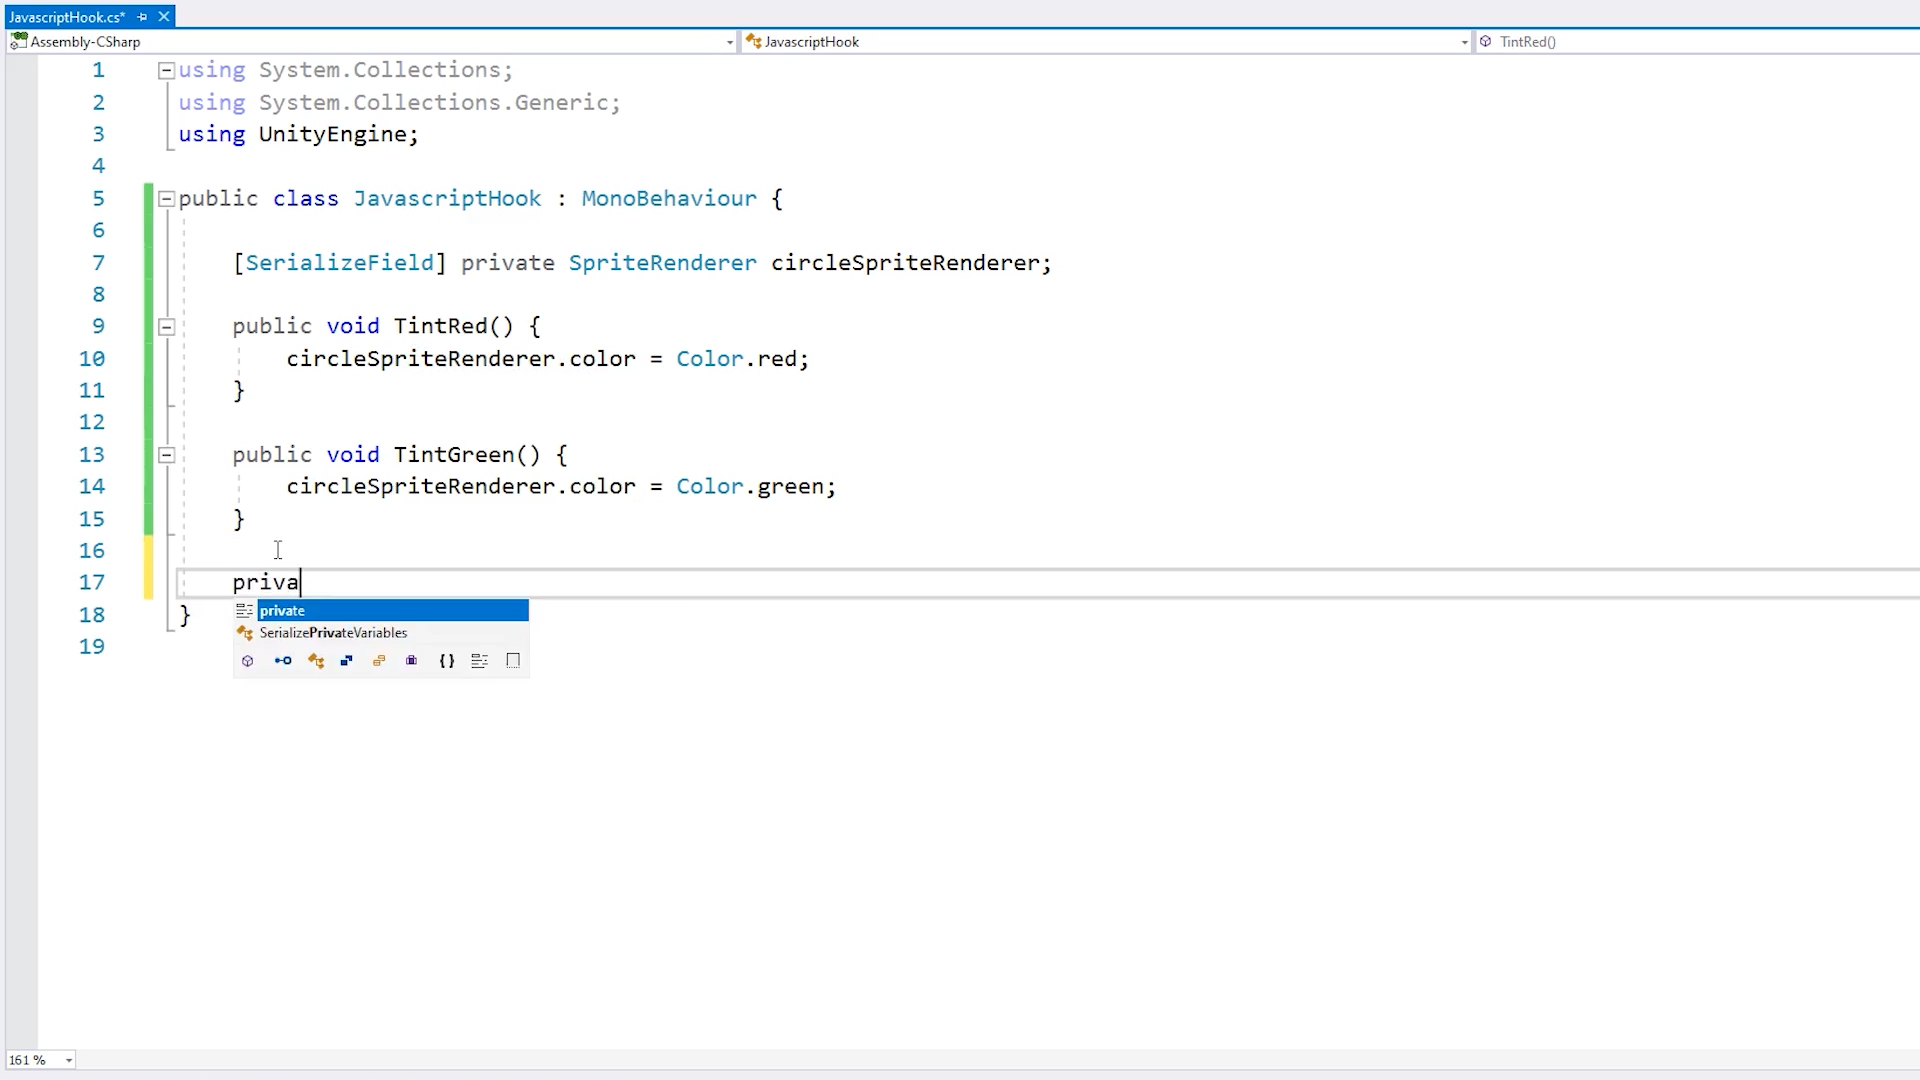 JavascriptHook.cs*
Assembly-CSharp JavascriptHook TintRed()
1 using System.Collections;
2 using System.Collections.Generic;
3 using UnityEngine;
4
5 public class JavascriptHook : MonoBehaviour {
6
7 [SerializeField] private SpriteRenderer circleSpriteRenderer;
8
9 public void TintRed() {
10 circleSpriteRenderer.color = Color.red;
11 }
12
13 public void TintGreen() {
14 circleSpriteRenderer.color = Color.green;
15 }
16
17 priva
private
18 }
SerializePrivateVariables
19
161 %